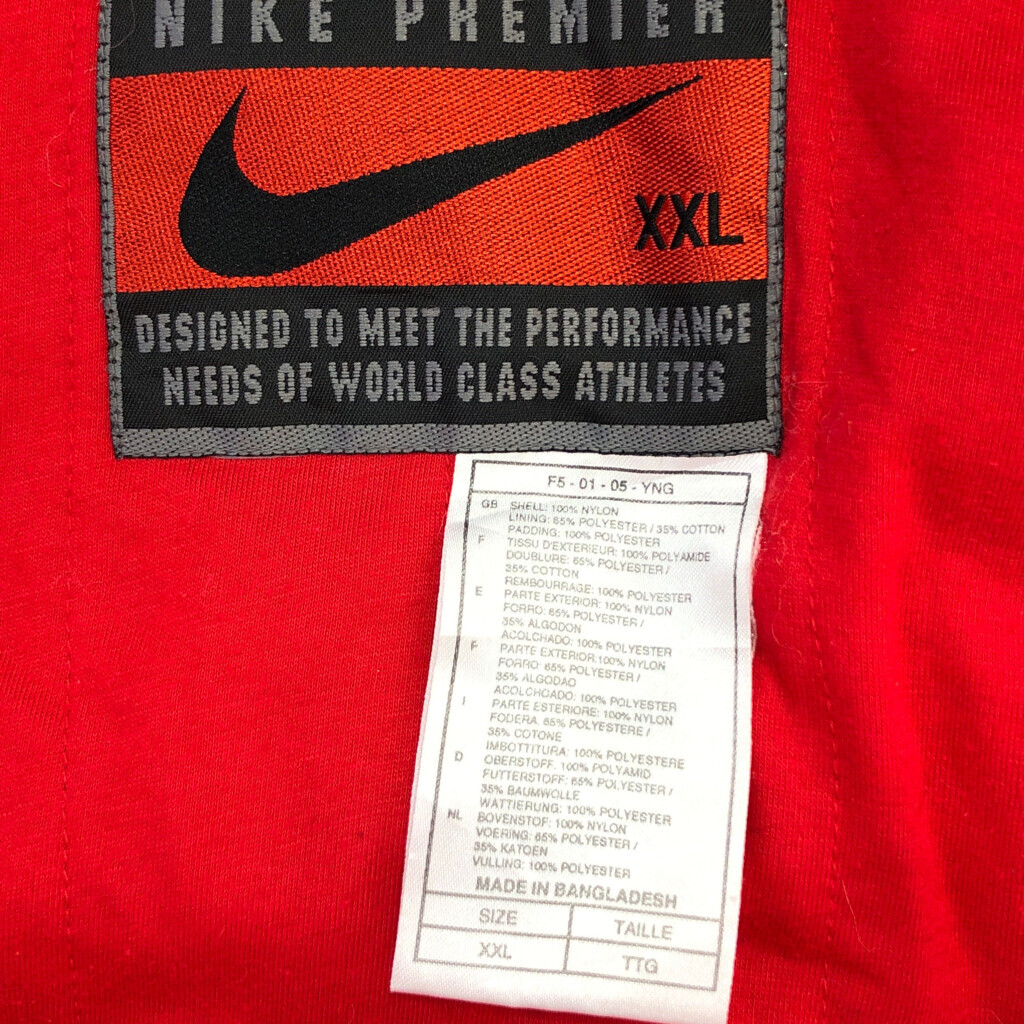 NIKE PREMIER
XXL
DESIGNED TO MEET THE PERFORMANCE
NEEDS OF WORLD CLASS ATHLETES
F5 - 01 - 05 - YNG
GB SHELL: 100% NYLON
LINING: 65% POLYESTER / 35% COTTON
PADDING: 100% POLYESTER
F TISSU D'EXTERIEUR: 100% POLYAMIDE
DOUBLURE: 65% POLYESTER /
35% COTTON
REMBOURRAGE: 100% POLYESTER
E PARTE EXTERIOR: 100% NYLON
FORRO: 65% POLYESTER /
35% ALGODON
ACOLCHADO: 100% POLYESTER
P PARTE EXTERIOR: 100% NYLON
FORRO: 65% POLYESTER /
35% ALGODAO
ACOLCHOADO: 100% POLYESTER
I PARTE ESTERIORE: 100% NYLON
FODERA: 65% POLYESTERE /
35% COTONE
IMBOTTITURA: 100% POLYESTERE
D OBERSTOFF: 100% POLYAMID
FUTTERSTOFF: 65% POLYESTER /
35% BAUMWOLLE
WATTIERUNG: 100% POLYESTER
NL BOVENSTOF: 100% NYLON
VOERING: 65% POLYESTER /
35% KATOEN
VULLING: 100% POLYESTER
MADE IN BANGLADESH
SIZE TAILLE
XXL TTG